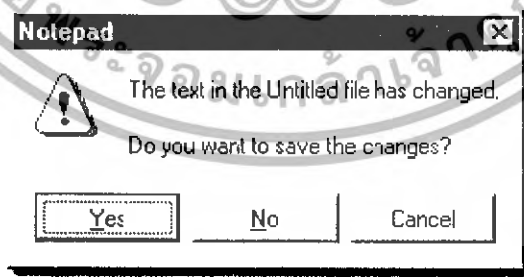 Notepad
The text in the Untitled file has changed.
Do you want to save the changes?
Yes No Cancel